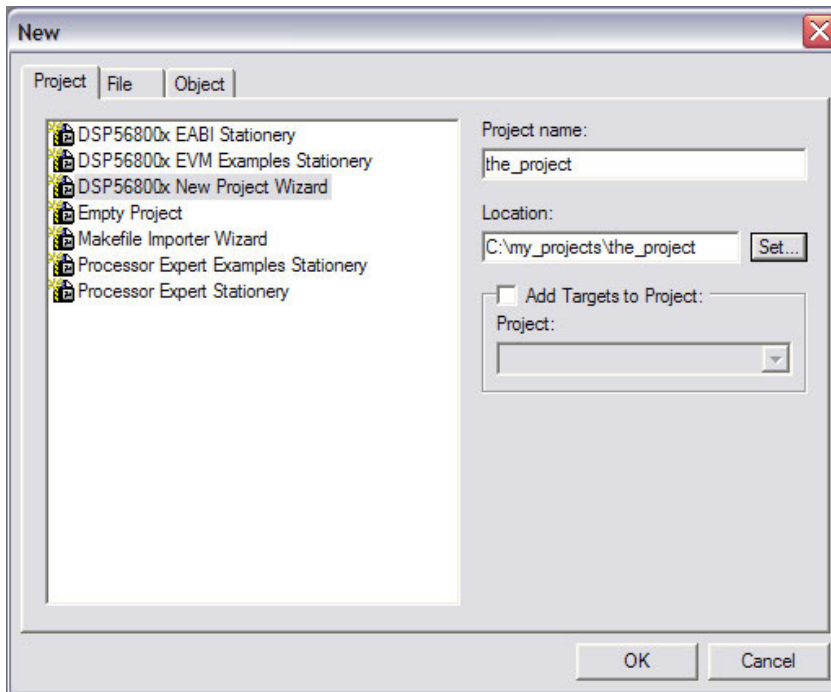 New
Project File Object
DSP56800x EABI Stationery
DSP56800x EVM Examples Stationery
DSP56800x New Project Wizard
Empty Project
Makefile Importer Wizard
Processor Expert Examples Stationery
Processor Expert Stationery
Project name:
the_project
Location:
C:\my_projects\the_project Set...
Add Targets to Project:
Project:
OK Cancel